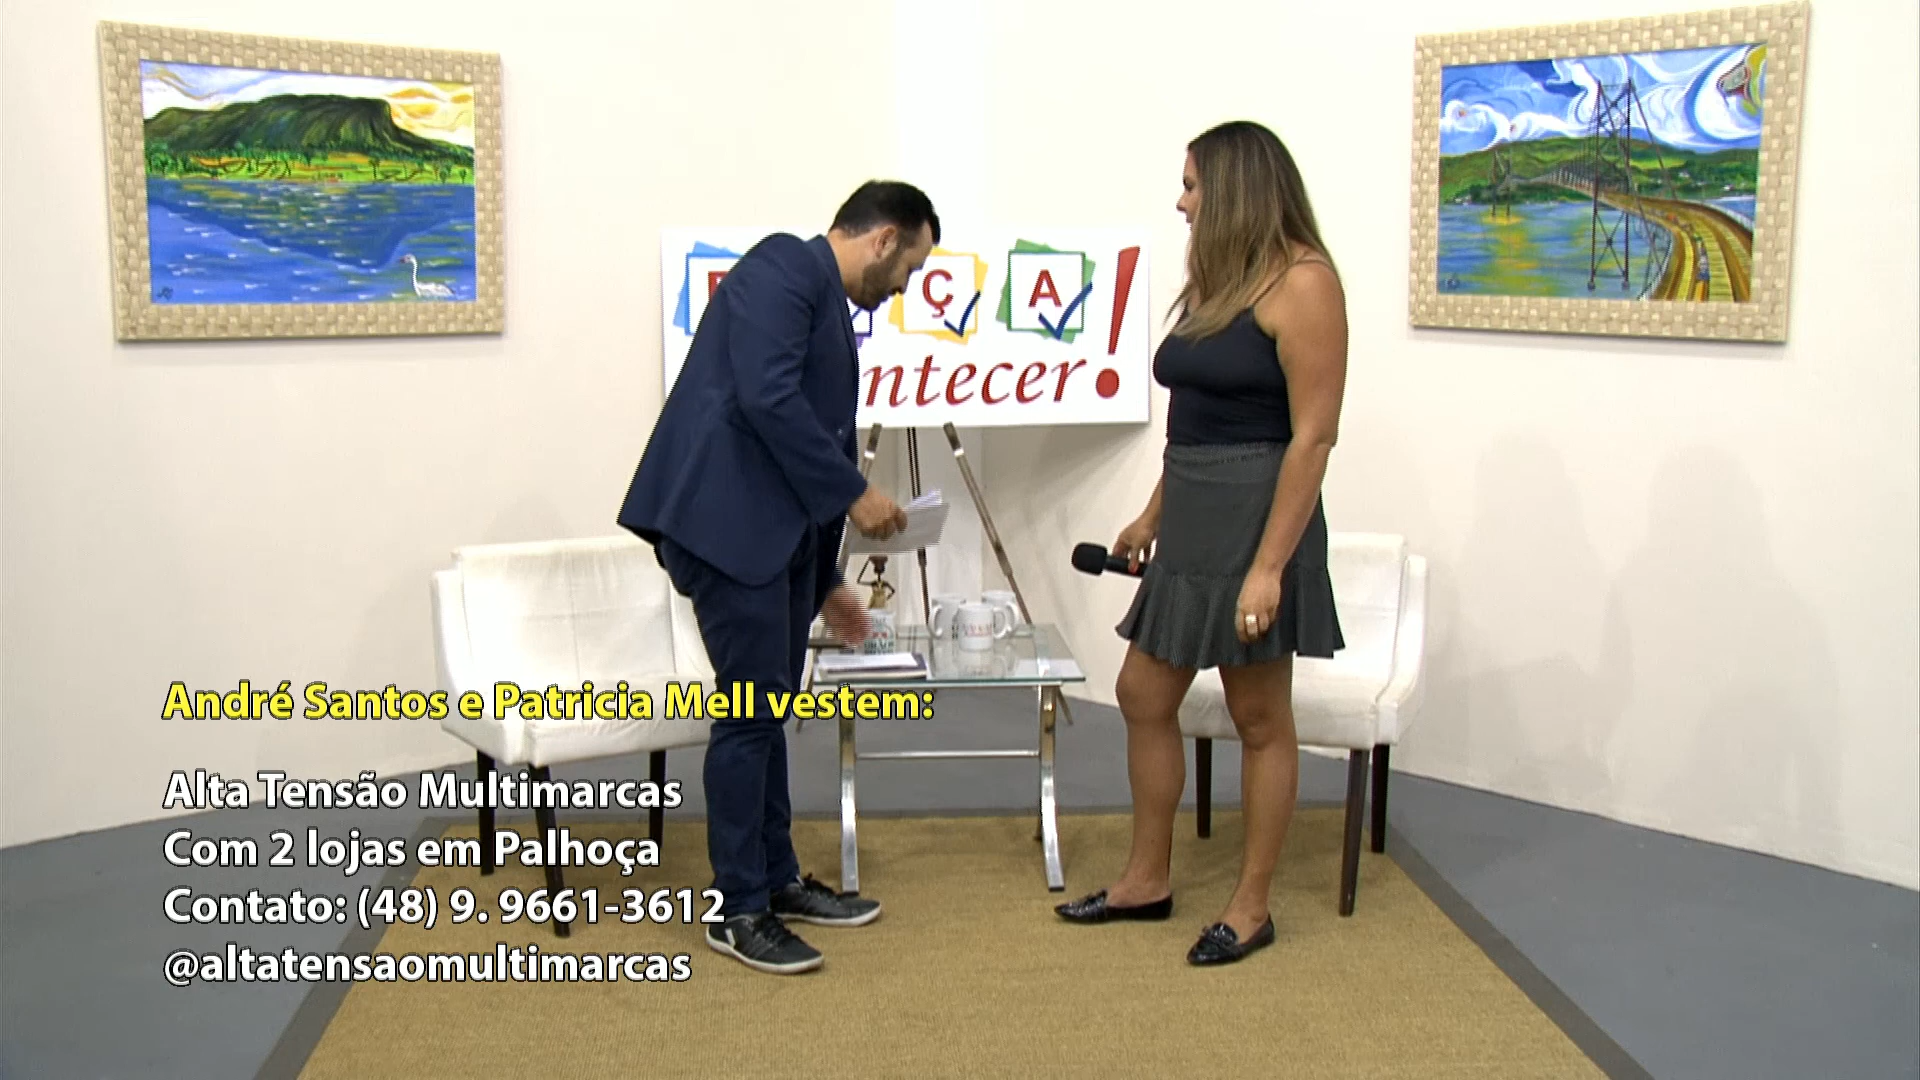 Ç A !
ntecer
André Santos e Patricia Mell vestem:
Alta Tensão Multimarcas
Com 2 lojas em Palhoça
Contato: (48) 9. 9661-3612
@altatensaomultimarcas